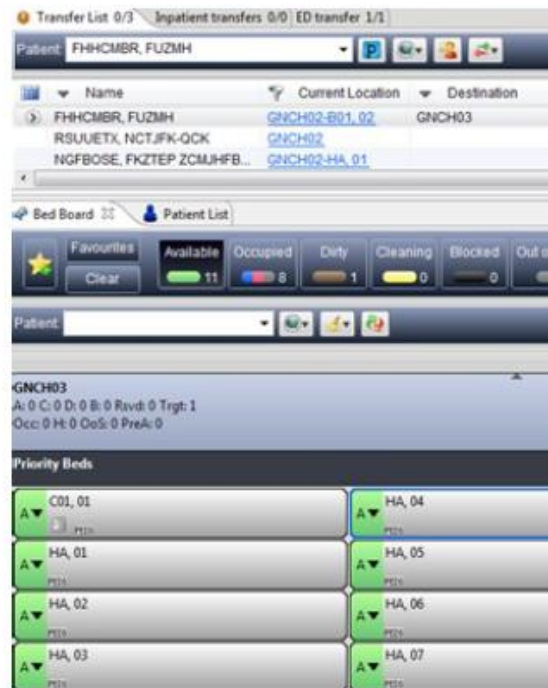 Transfer List 0/3 Inpatient transfers 0/0 ED transfer 1/1
Patient FHHCMBR, FUZMH P
Name Current Location Destination
FHHCMBR, FUZMH GNCH02-B01, 02 GNCH03
RSUUETX, NCTJFK-QCK GNCH02
NGFBOSE, FKZTEP ZCMJHFB... GNCH02-HA, 01
Bed Board Patient List
Favourites Available Occupied Dirty Cleaning Blocked Out o
Clear 11 8 1 0 0
Patient
GNCH03
A: 0 C: 0 D: 0 B: 0 Rsvd: 0 Trgt: 1
Occ: 0 H: 0 OoS: 0 PreA: 0
Priority Beds
A C01, 01 A HA, 04
A HA, 01 A HA, 05
A HA, 02 A HA, 06
A HA, 03 A HA, 07